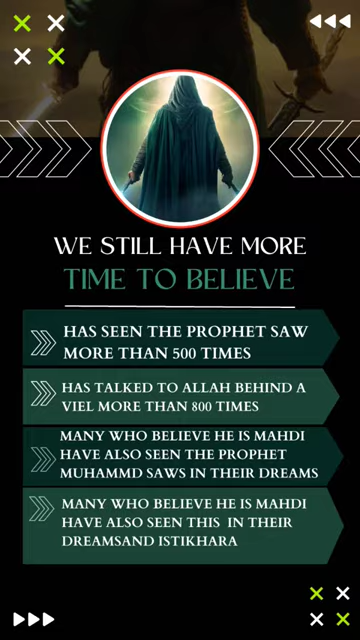 WE STILL HAVE MORE
TIME TO BELIEVE
HAS SEEN THE PROPHET SAW
MORE THAN 500 TIMES
HAS TALKED TO ALLAH BEHIND A
VIEL MORE THAN 800 TIMES
MANY WHO BELIEVE HE IS MAHDI
HAVE ALSO SEEN THE PROPHET
MUHAMMD SAWS IN THEIR DREAMS
MANY WHO BELIEVE HE IS MAHDI
HAVE ALSO SEEN THIS IN THEIR
DREAMSAND ISTIKHARA